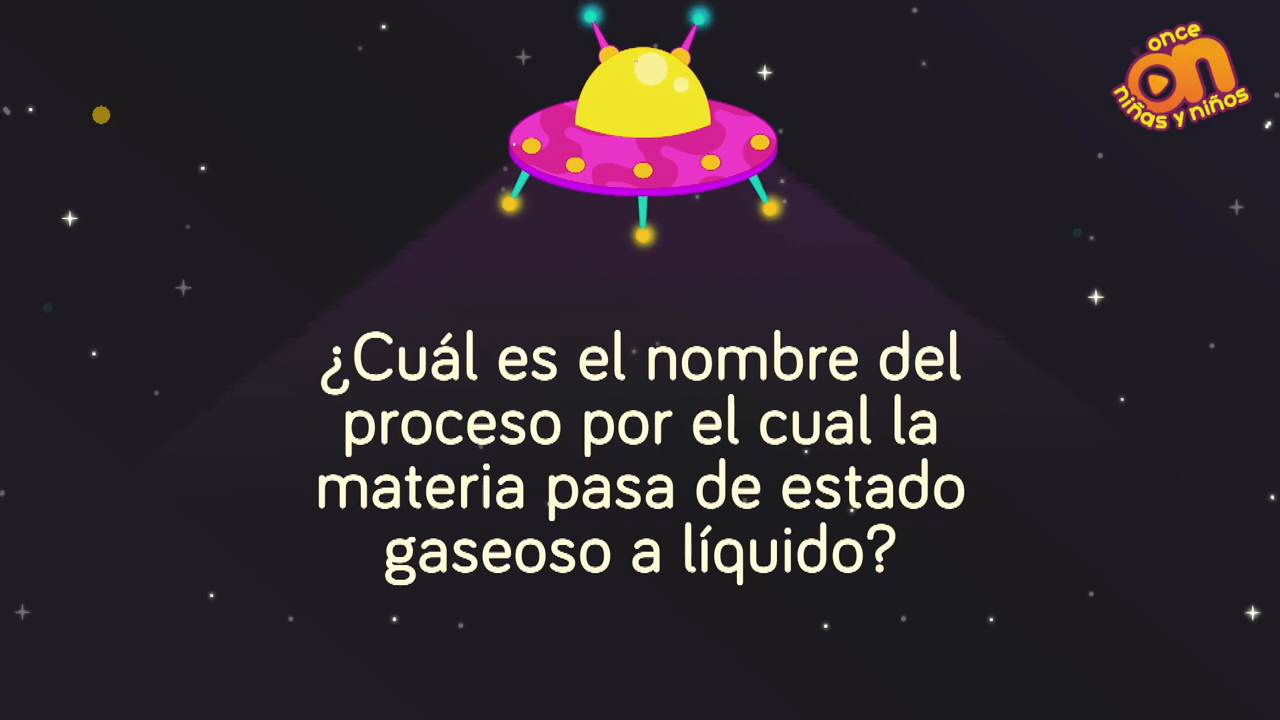 once
on
niñas y niños
¿Cuál es el nombre del
proceso por el cual la
materia pasa de estado
gaseoso a líquido?